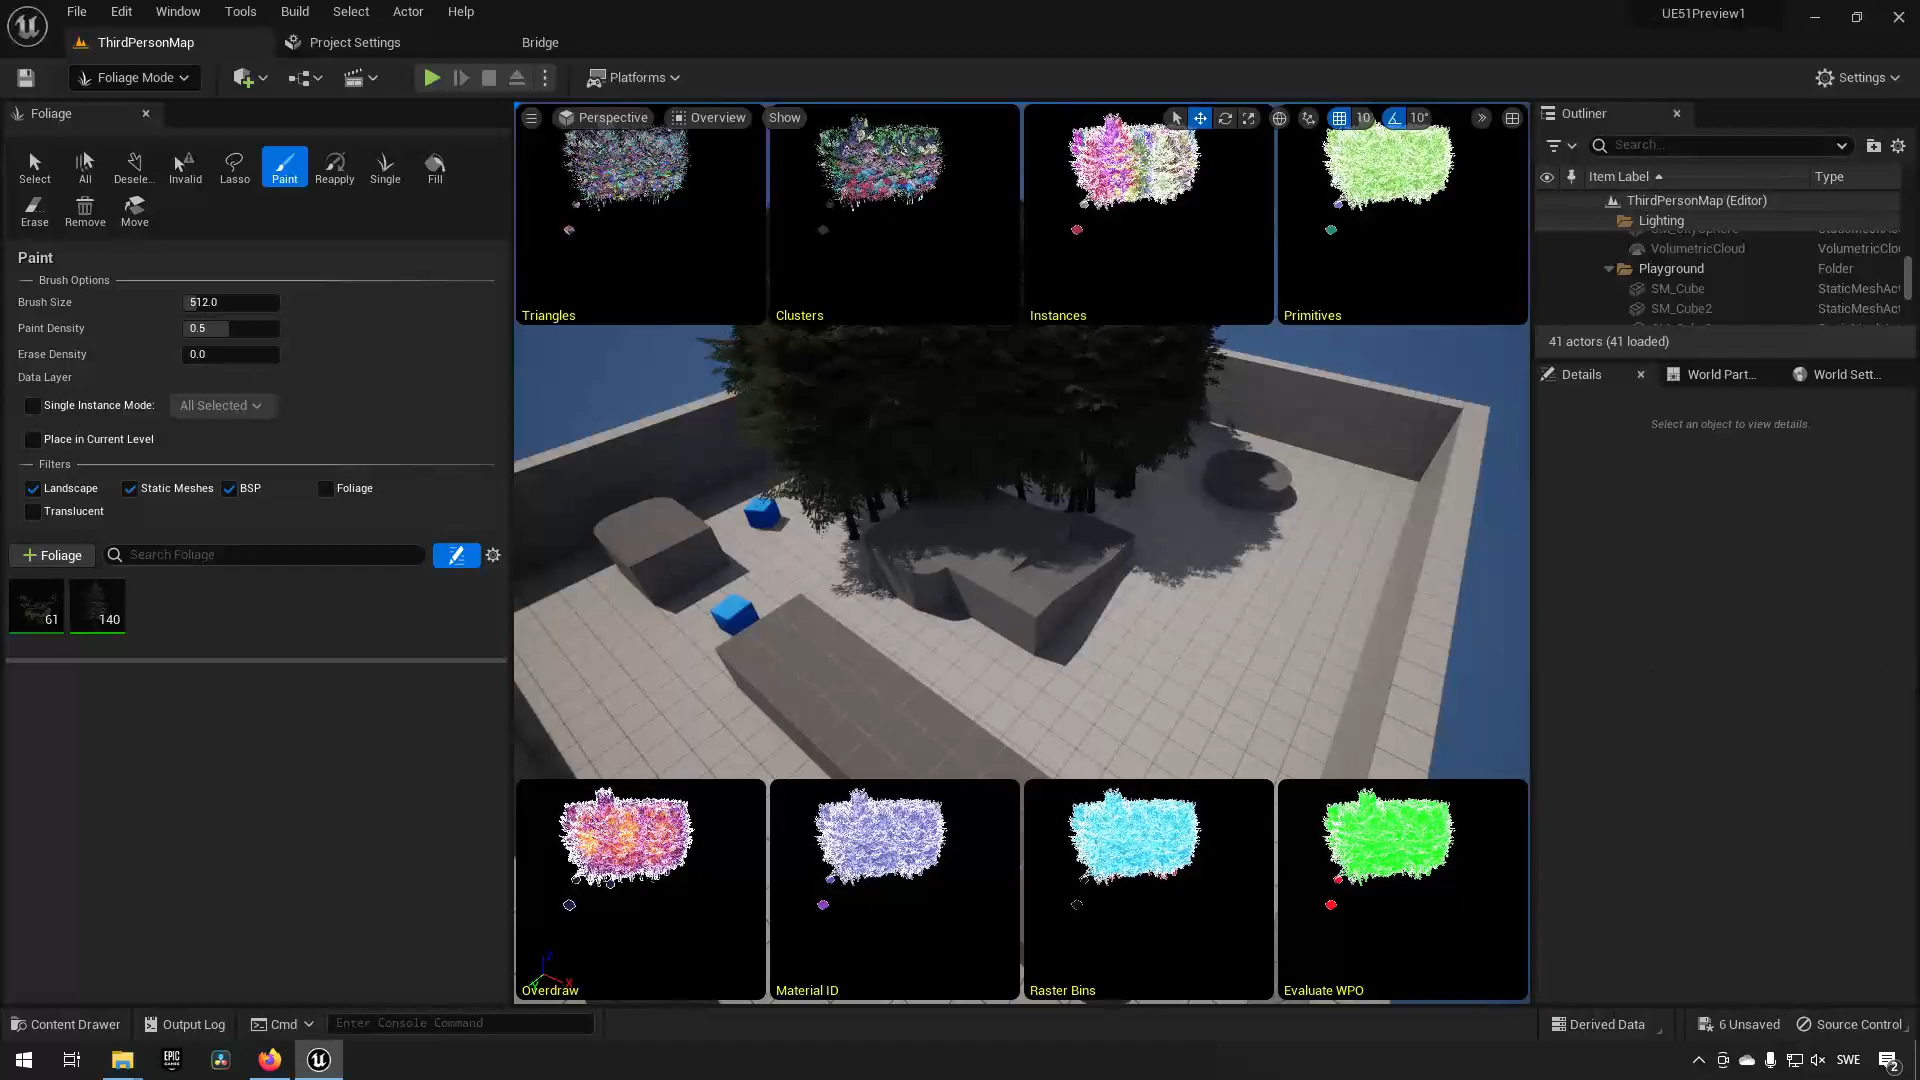 File Edit Window Tools Build Select Actor Help
UE51Preview1
ThirdPersonMap
Project Settings
Bridge
Foliage Mode
Platforms
Settings
Foliage
Select All Desele... Invalid Lasso Paint Reapply Single Fill
Erase Remove Move
Paint
Brush Options
Brush Size 512.0
Paint Density 0.5
Erase Density 0.0
Data Layer
Single Instance Mode: All Selected
Place in Current Level
Filters
Landscape Static Meshes BSP Foliage
Translucent
Foliage Search Foliage
61 140
Perspective Overview Show 10 10°
Triangles Clusters Instances Primitives
Overdraw Material ID Raster Bins Evaluate WPO
Z
X
Outliner
Search...
Item Label Type
ThirdPersonMap (Editor)
Lighting
VolumetricCloud VolumetricClou
Playground Folder
SM_Cube StaticMeshAct
SM_Cube2 StaticMeshAct
41 actors (41 loaded)
Details World Part... World Sett...
Select an object to view details.
Content Drawer Output Log Cmd Enter Console Command
Derived Data 6 Unsaved Source Control
EPIC GAMES
SWE
2